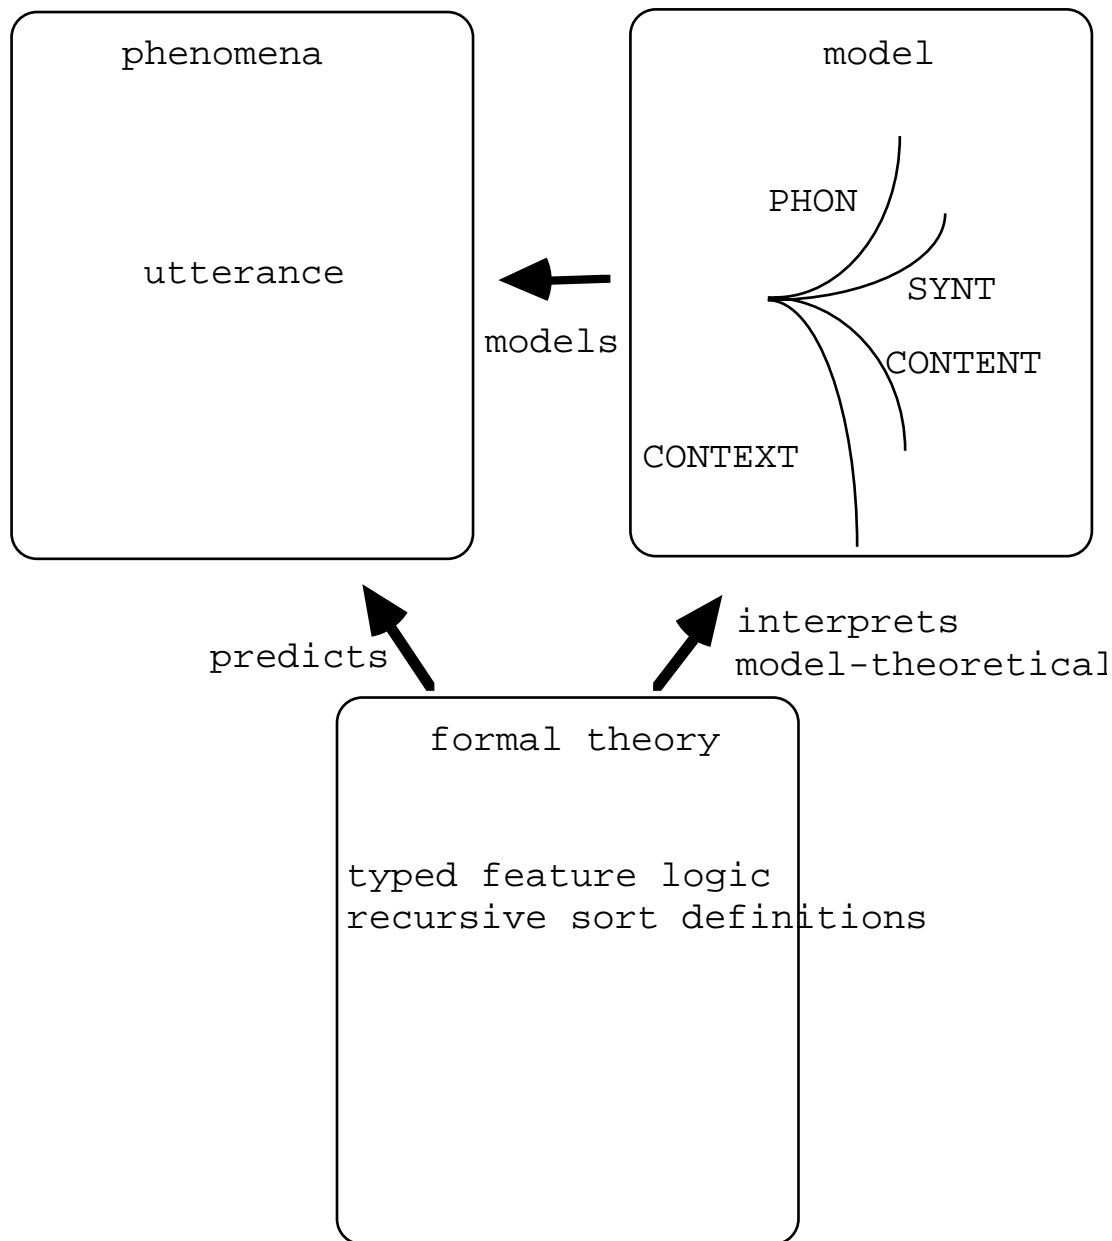 phenomena
model
PHON
utterance
SYNT
models
CONTENT
CONTEXT
interprets
predicts
model-theoretical
formal theory
typed feature logic
recursive sort definitions